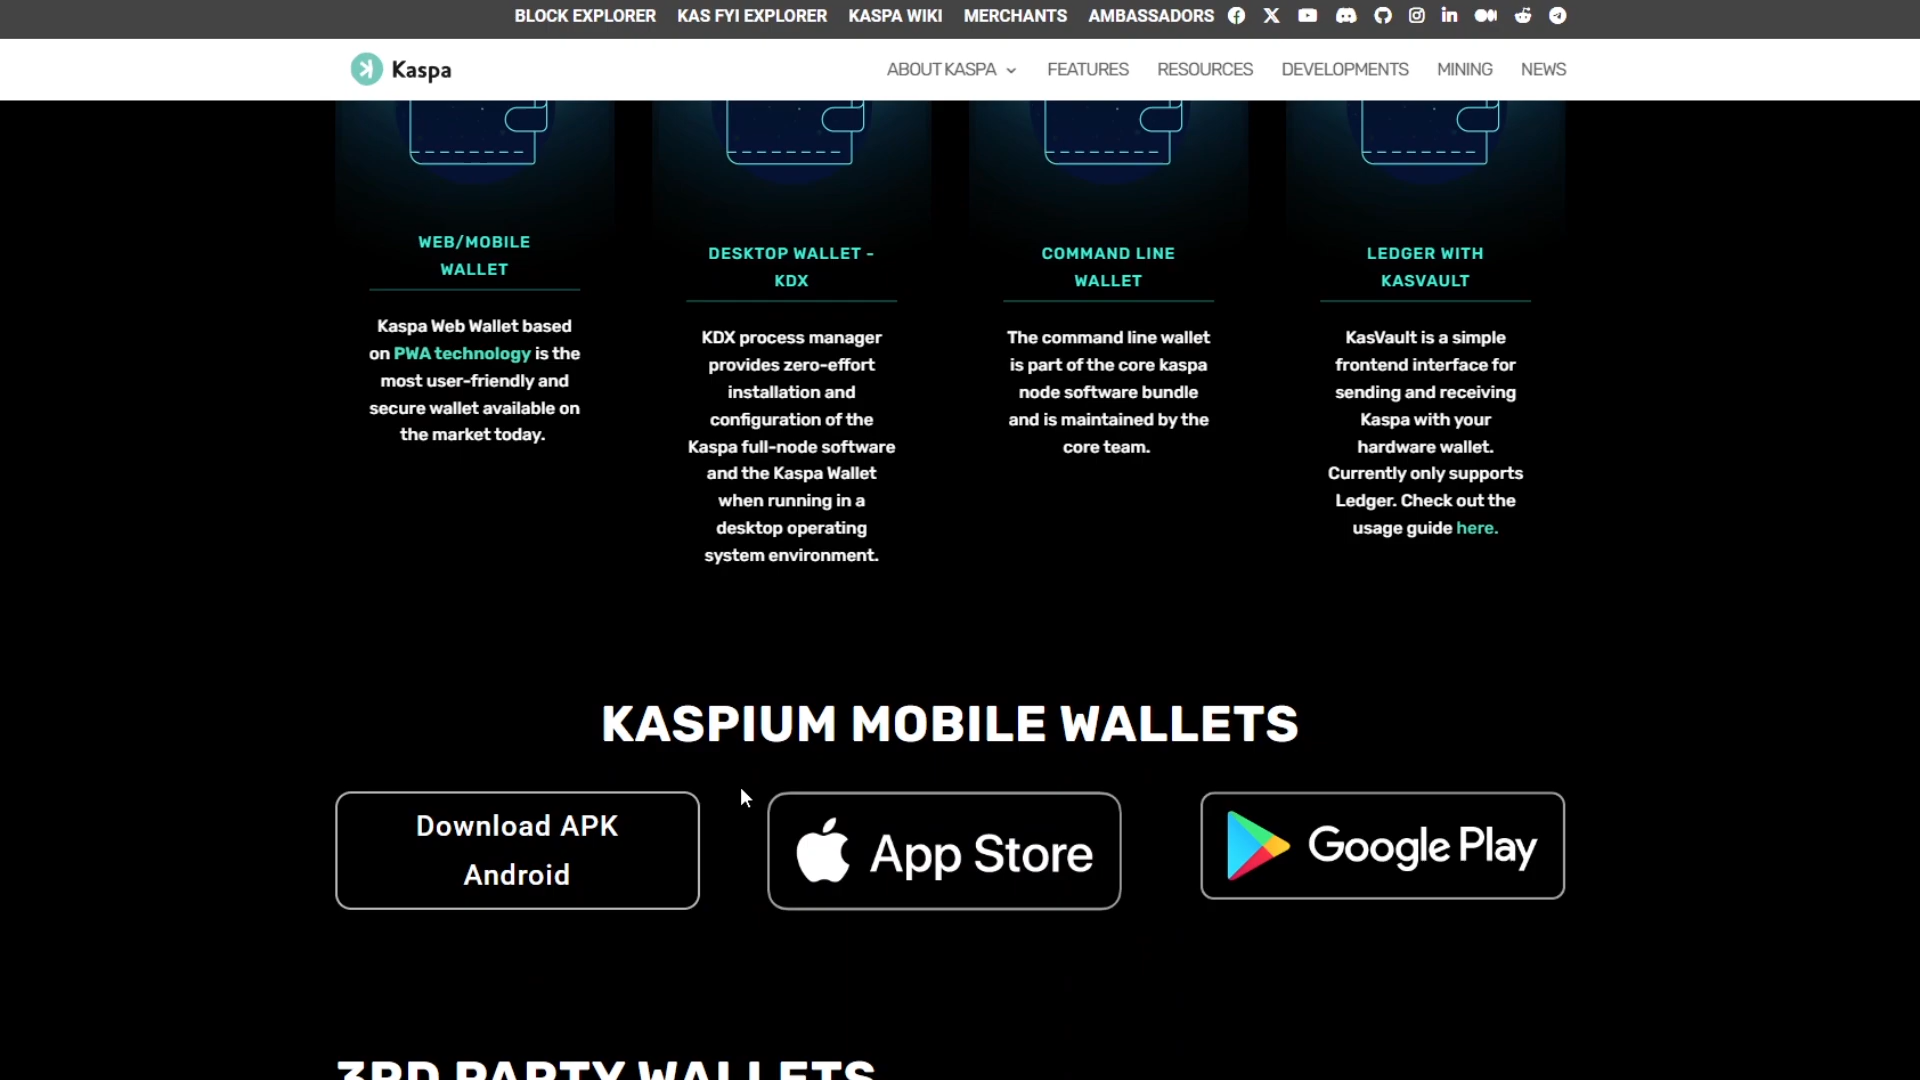 BLOCK EXPLORER KAS FYI EXPLORER KASPA WIKI MERCHANTS AMBASSADORS
Kaspa
ABOUT KASPA FEATURES RESOURCES DEVELOPMENTS MINING NEWS
WEB/MOBILE
WALLET
Kaspa Web Wallet based
on PWA technology is the
most user-friendly and
secure wallet available on
the market today.
DESKTOP WALLET -
KDX
KDX process manager
provides zero-effort
installation and
configuration of the
Kaspa full-node software
and the Kaspa Wallet
when running in a
desktop operating
system environment.
COMMAND LINE
WALLET
The command line wallet
is part of the core kaspa
node software bundle
and is maintained by the
core team.
LEDGER WITH
KASVAULT
KasVault is a simple
frontend interface for
sending and receiving
Kaspa with your
hardware wallet.
Currently only supports
Ledger. Check out the
usage guide here.
KASPIUM MOBILE WALLETS
Download APK
Android
App Store
Google Play
3RD PARTY WALLETS